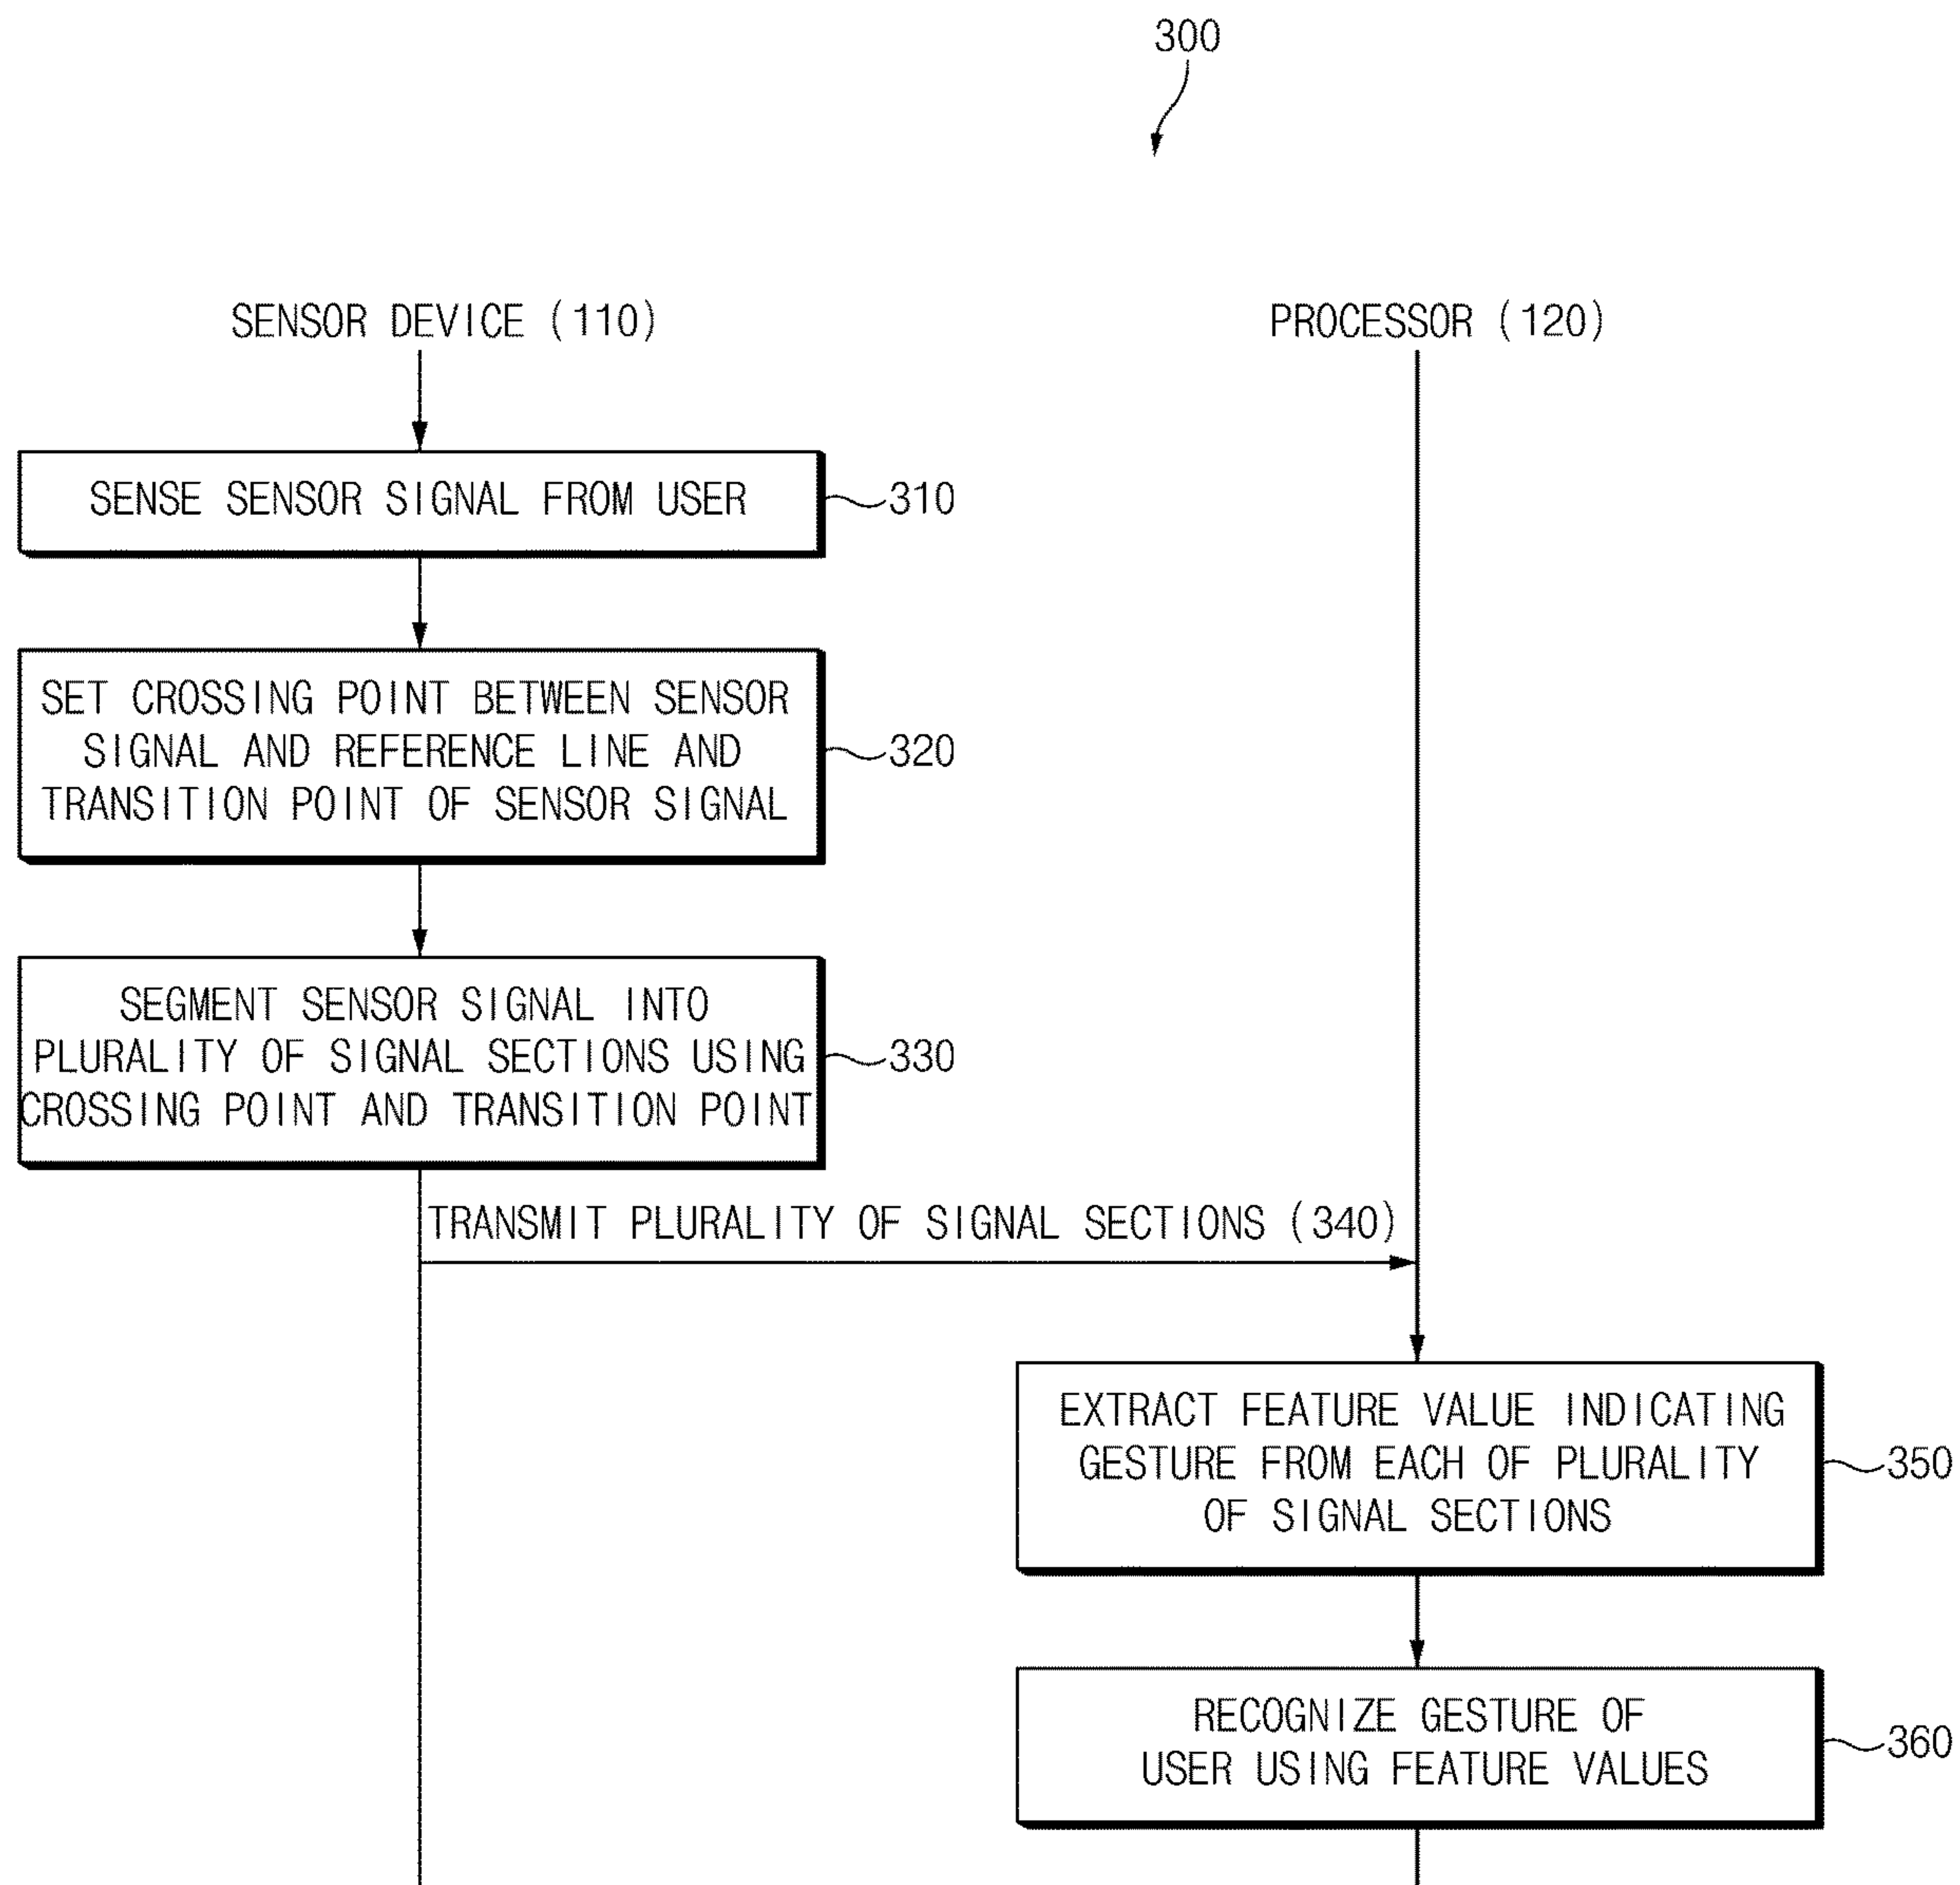 300
SENSOR DEVICE (110)
PROCESSOR (120)
SENSE SENSOR SIGNAL FROM USER
310
SET CROSSING POINT BETWEEN SENSOR
SIGNAL AND REFERENCE LINE AND
TRANSITION POINT OF SENSOR SIGNAL
320
SEGMENT SENSOR SIGNAL INTO
PLURALITY OF SIGNAL SECTIONS USING
CROSSING POINT AND TRANSITION POINT
330
TRANSMIT PLURALITY OF SIGNAL SECTIONS (340)
EXTRACT FEATURE VALUE INDICATING
GESTURE FROM EACH OF PLURALITY
OF SIGNAL SECTIONS
350
RECOGNIZE GESTURE OF
USER USING FEATURE VALUES
360